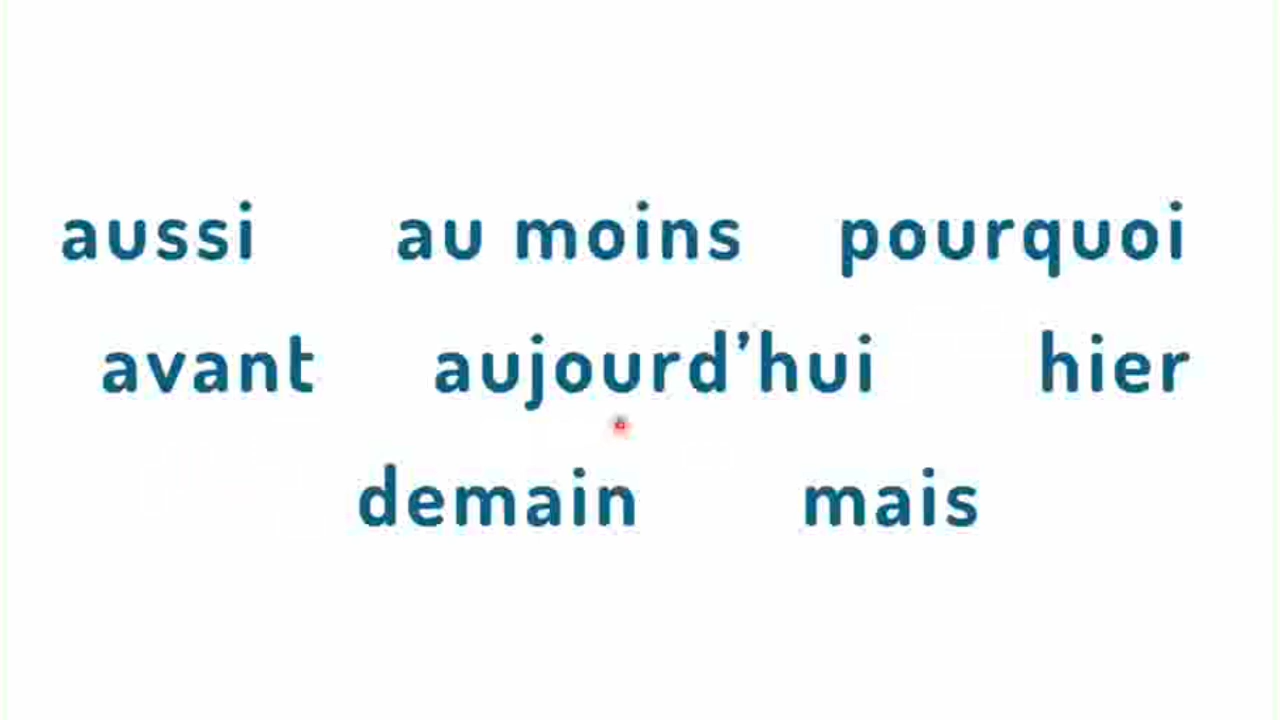 aussi au moins pourquoi
avant aujourd’hui hier
demain mais